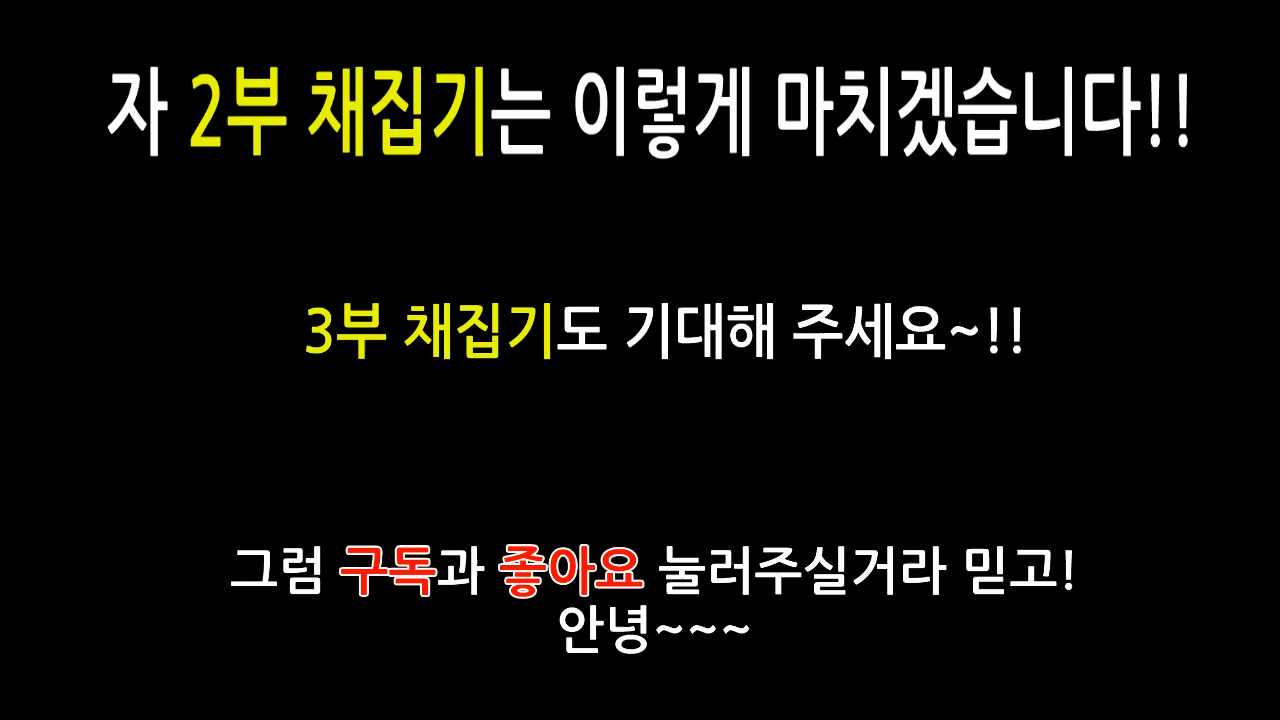 자 2부 채집기는 이렇게 마치겠습니다!!
3부 채집기도 기대해 주세요~!!
그럼 구독과 좋아요 눌러주실거라 믿고!
안녕~~~